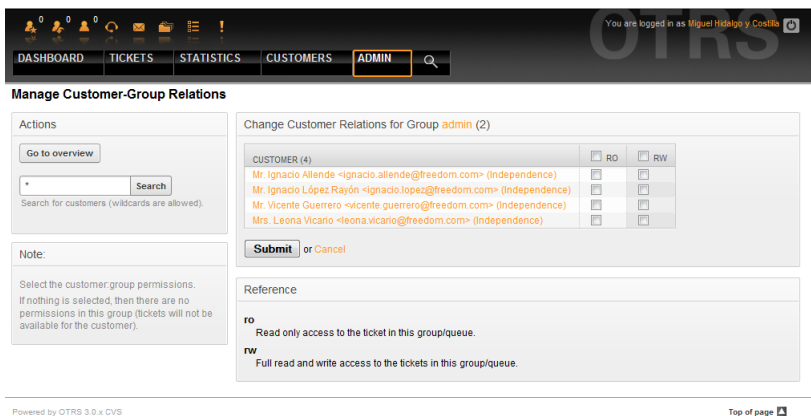 0 0 0
You are logged in as Miguel Hidalgo y Costilla
OTRS
DASHBOARD TICKETS STATISTICS CUSTOMERS ADMIN
Manage Customer-Group Relations
Actions
Go to overview
* Search
Search for customers (wildcards are allowed).
Note:
Select the customer:group permissions.
If nothing is selected, then there are no
permissions in this group (tickets will not be
available for the customer).
Change Customer Relations for Group admin (2)
CUSTOMER (4) RO RW
Mr. Ignacio Allende <ignacio.allende@freedom.com> (Independence)
Mr. Ignacio López Rayón <ignacio.lopez@freedom.com> (Independence)
Mr. Vicente Guerrero <vicente.guerrero@freedom.com> (Independence)
Mrs. Leona Vicario <leona.vicario@freedom.com> (Independence)
Submit or Cancel
Reference
ro
Read only access to the ticket in this group/queue.
rw
Full read and write access to the tickets in this group/queue.
Powered by OTRS 3.0.x CVS
Top of page